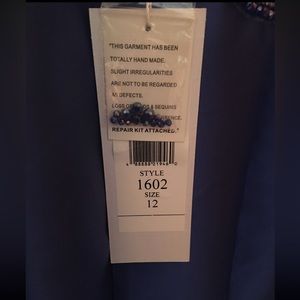 "THIS GARMENT HAS BEEN
TOTALLY HAND MADE.
SLIGHT IRREGULARITIES
ARE NOT TO BE REGARDED
AS DEFECTS.
LOSS OF & SEQUINS
REPAIR KIT ATTACHED."
STYLE
1602
SIZE
12